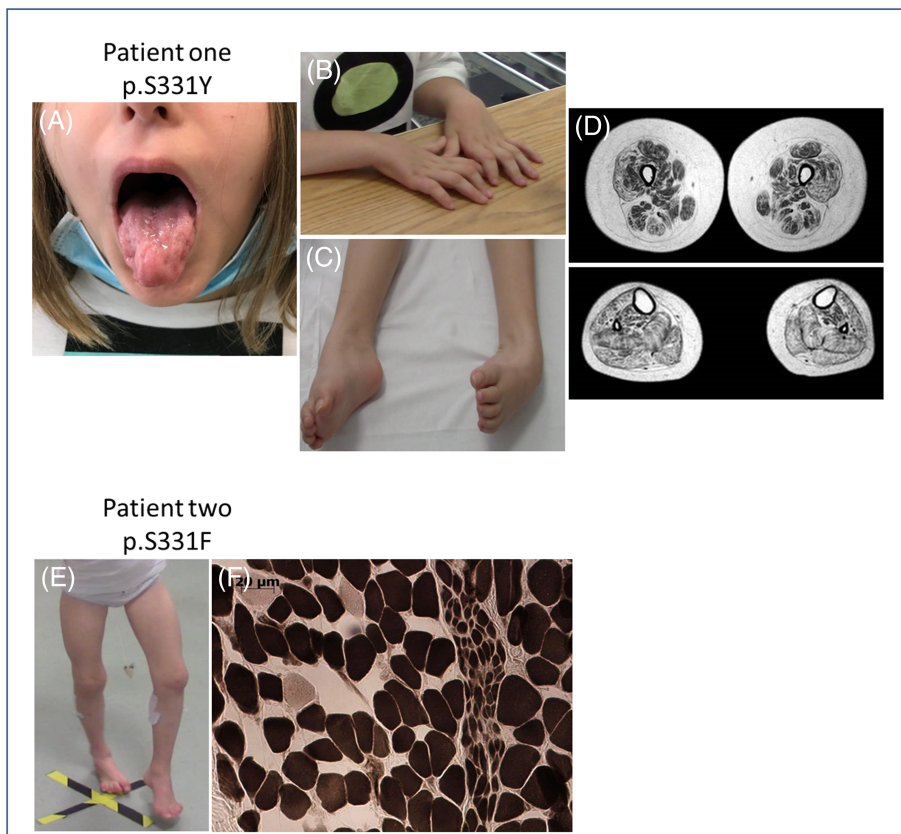 Patient one
p.S331Y
(A)
(B)
(C)
(D)
Patient two
p.S331F
(E)
(F)
20 µm